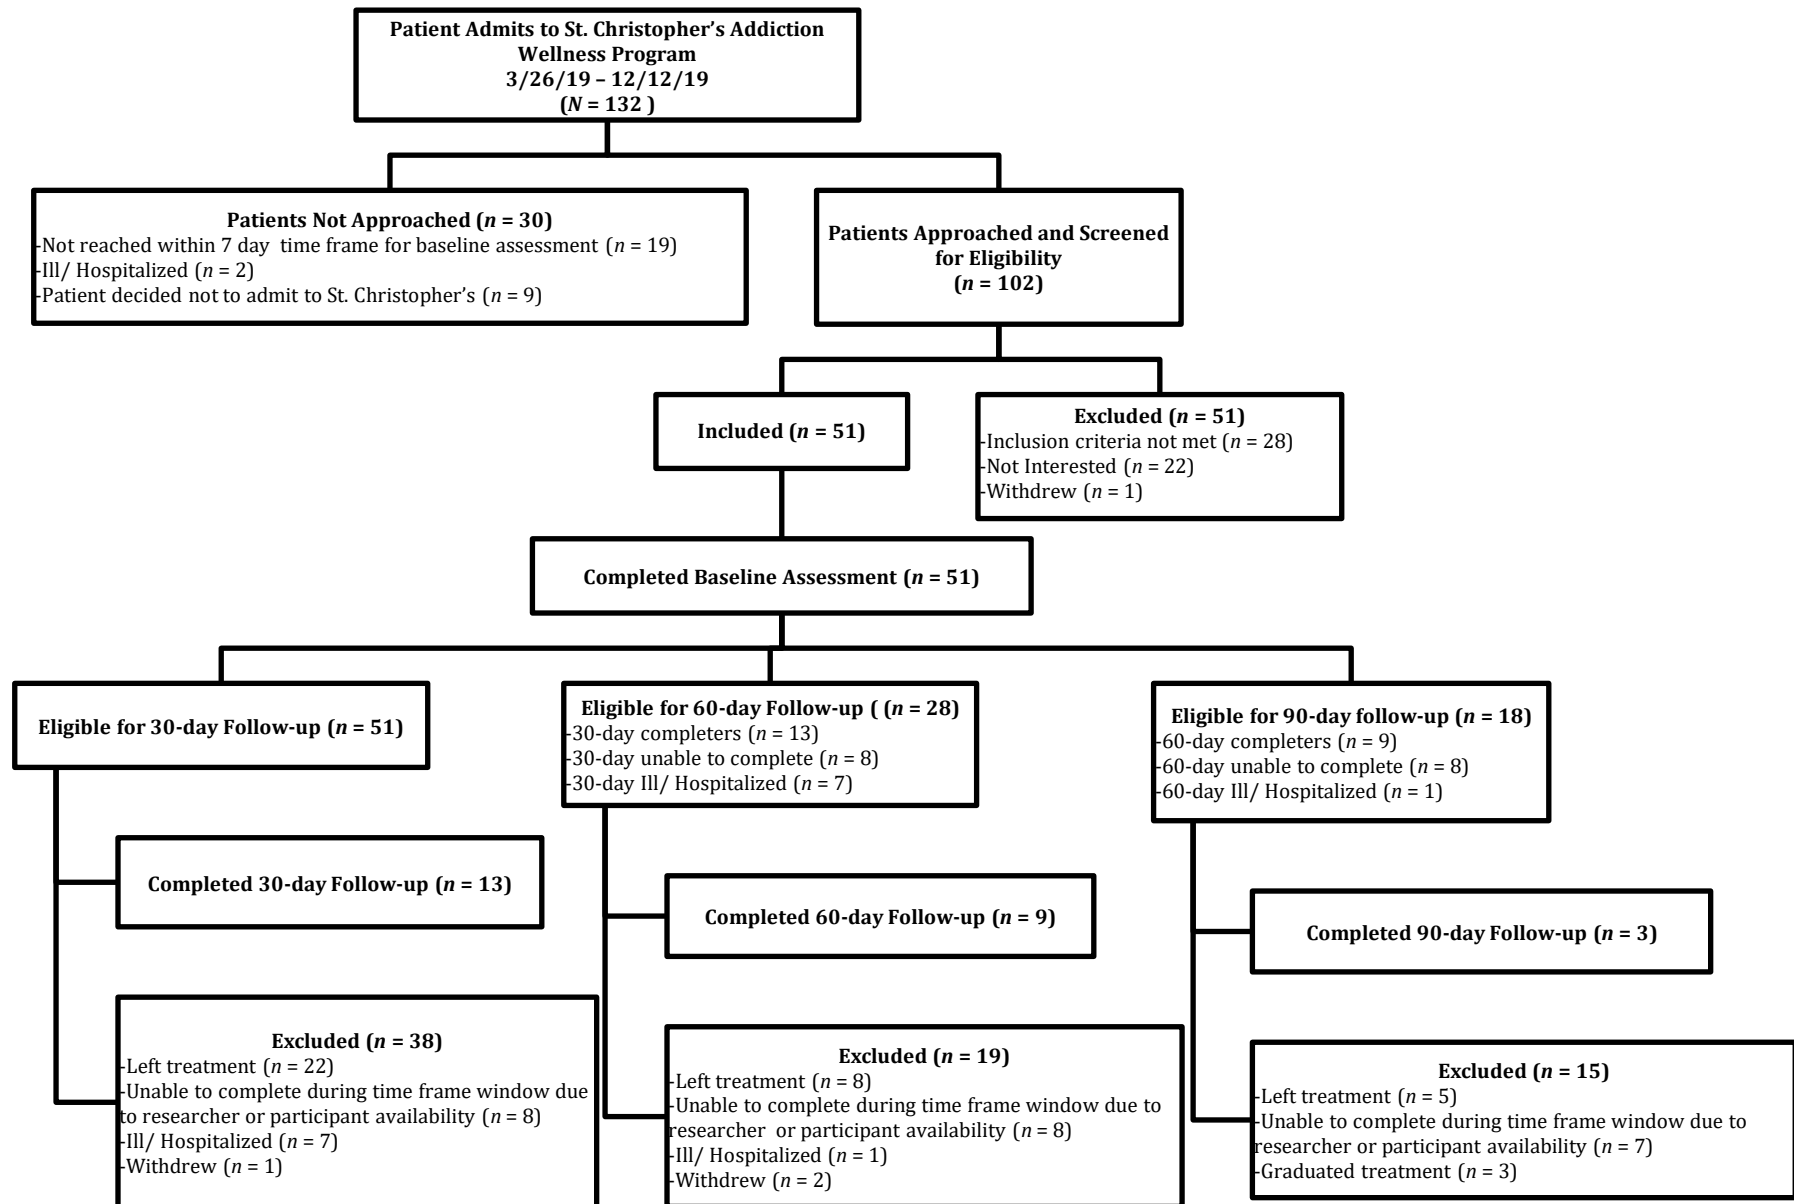 Patient Admits to St. Christopher’s Addiction
Wellness Program
3/26/19 – 12/12/19
(N = 132 )
Patients Not Approached (n = 30)
-Not reached within 7 day  time frame for baseline assessment (n = 19)
-Ill/ Hospitalized (n = 2)
-Patient decided not to admit to St. Christopher’s (n = 9)
Patients Approached and Screened
for Eligibility
(n = 102)
Included (n = 51)
Excluded (n = 51)
-Inclusion criteria not met (n = 28)
-Not Interested (n = 22)
-Withdrew (n = 1)
Completed Baseline Assessment (n = 51)
Eligible for 30-day Follow-up (n = 51)
Eligible for 60-day Follow-up ( (n = 28)
-30-day completers (n = 13)
-30-day unable to complete (n = 8)
-30-day Ill/ Hospitalized (n = 7)
Eligible for 90-day follow-up (n = 18)
-60-day completers (n = 9)
-60-day unable to complete (n = 8)
-60-day Ill/ Hospitalized (n = 1)
Completed 30-day Follow-up (n = 13)
Completed 60-day Follow-up (n = 9)
Completed 90-day Follow-up (n = 3)
Excluded (n = 38)
-Left treatment (n = 22)
-Unable to complete during time frame window due
to researcher or participant availability (n = 8)
-Ill/ Hospitalized (n = 7)
-Withdrew (n = 1)
Excluded (n = 19)
-Left treatment (n = 8)
-Unable to complete during time frame window due to
researcher  or participant availability (n = 8)
-Ill/ Hospitalized (n = 1)
-Withdrew (n = 2)
Excluded (n = 15)
-Left treatment (n = 5)
-Unable to complete during time frame window due to
researcher or participant availability (n = 7)
-Graduated treatment (n = 3)